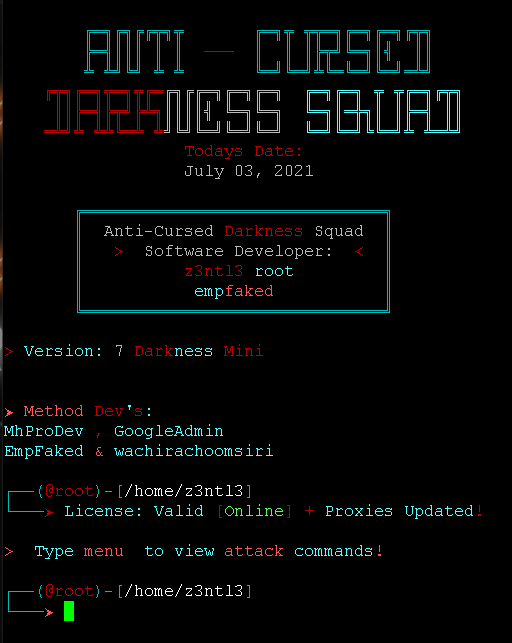 ANTI — CURSED
DARKNESS SQUAD
Todays Date:
July 03, 2021
Anti-Cursed Darkness Squad
> Software Developer: <
z3ntl3 root
empfaked
> Version: 7 Darkness Mini
➤ Method Dev's:
MhProDev , GoogleAdmin
EmpFaked & wachirachoomsiri
┌──(@root)-[/home/z3ntl3]
└──➤ License: Valid [Online] + Proxies Updated!
> Type menu to view attack commands!
┌──(@root)-[/home/z3ntl3]
└──➤